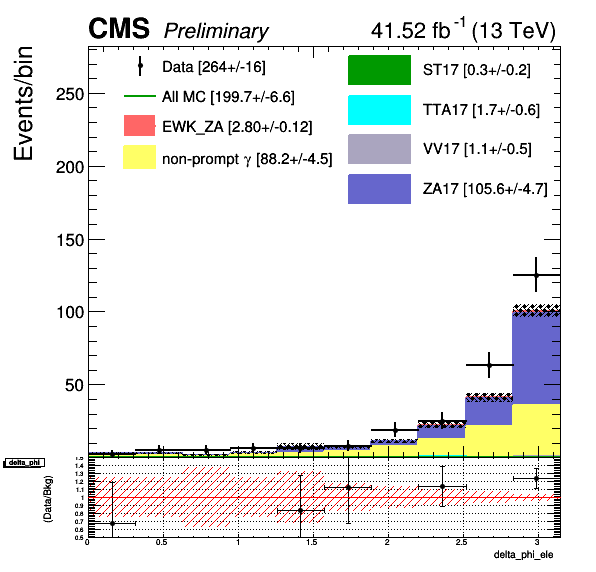 CMS Preliminary 41.52 fb⁻¹ (13 TeV)
Events/bin
250
200
150
100
50
Data [264+/-16]
All MC [199.7+/-6.6]
EWK_ZA [2.80+/-0.12]
non-prompt γ [88.2+/-4.5]
ST17 [0.3+/-0.2]
TTA17 [1.7+/-0.6]
VV17 [1.1+/-0.5]
ZA17 [105.6+/-4.7]
delta_phi
(Data/Bkg)
1.5
1.4
1.3
1.2
1.1
1
0.9
0.8
0.7
0.6
0.5
0 0.5 1 1.5 2 2.5 3
delta_phi_ele